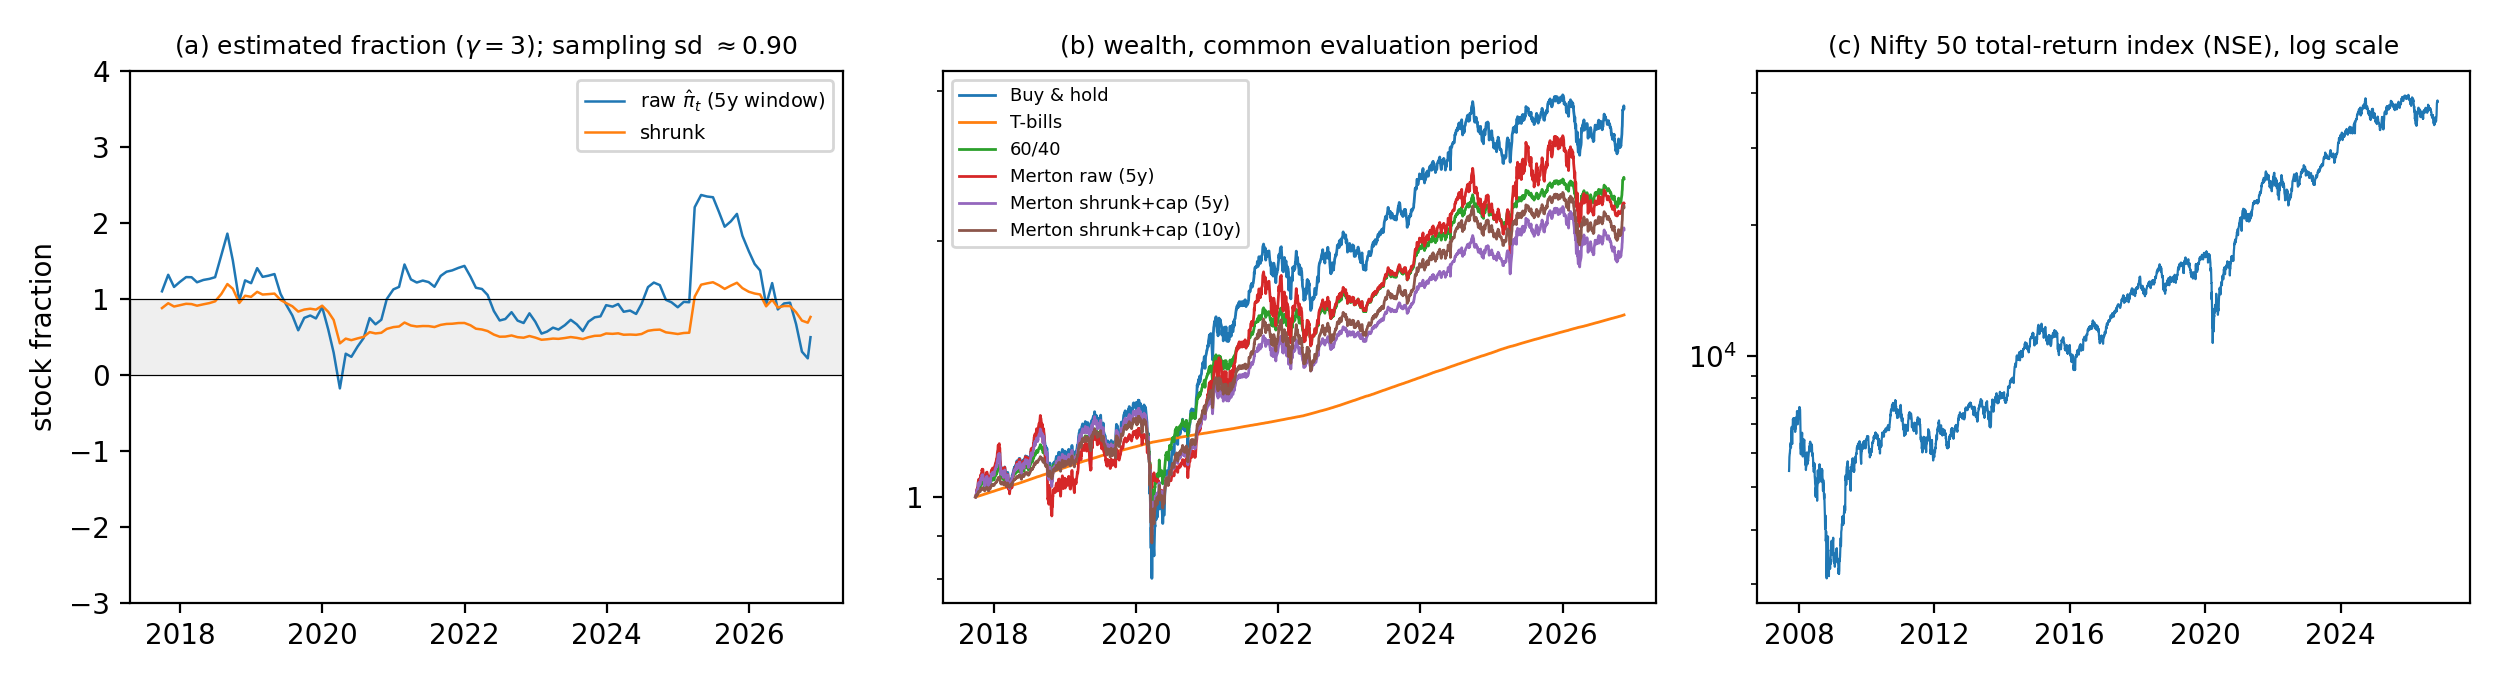 (a) estimated fraction (γ = 3); sampling sd ≈ 0.90
stock fraction
4
3
2
1
0
−1
−2
−3
raw π̂ₜ (5y window)
shrunk
2018 2020 2022 2024 2026
(b) wealth, common evaluation period
1
Buy & hold
T-bills
60/40
Merton raw (5y)
Merton shrunk+cap (5y)
Merton shrunk+cap (10y)
2018 2020 2022 2024 2026
(c) Nifty 50 total-return index (NSE), log scale
10⁴
2008 2012 2016 2020 2024